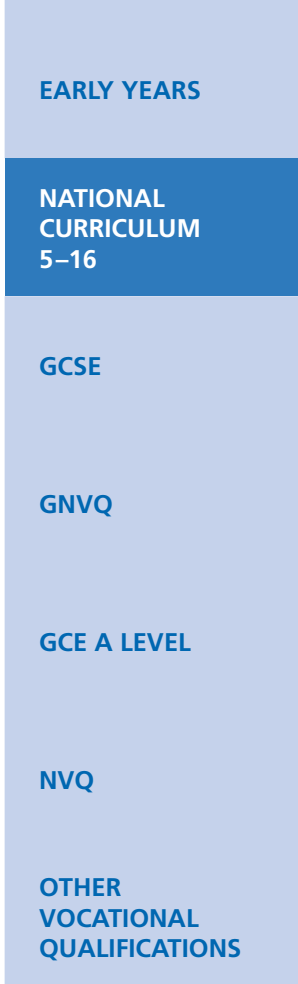 EARLY YEARS
NATIONAL
CURRICULUM
5–16
GCSE
GNVQ
GCE A LEVEL
NVQ
OTHER
VOCATIONAL
QUALIFICATIONS